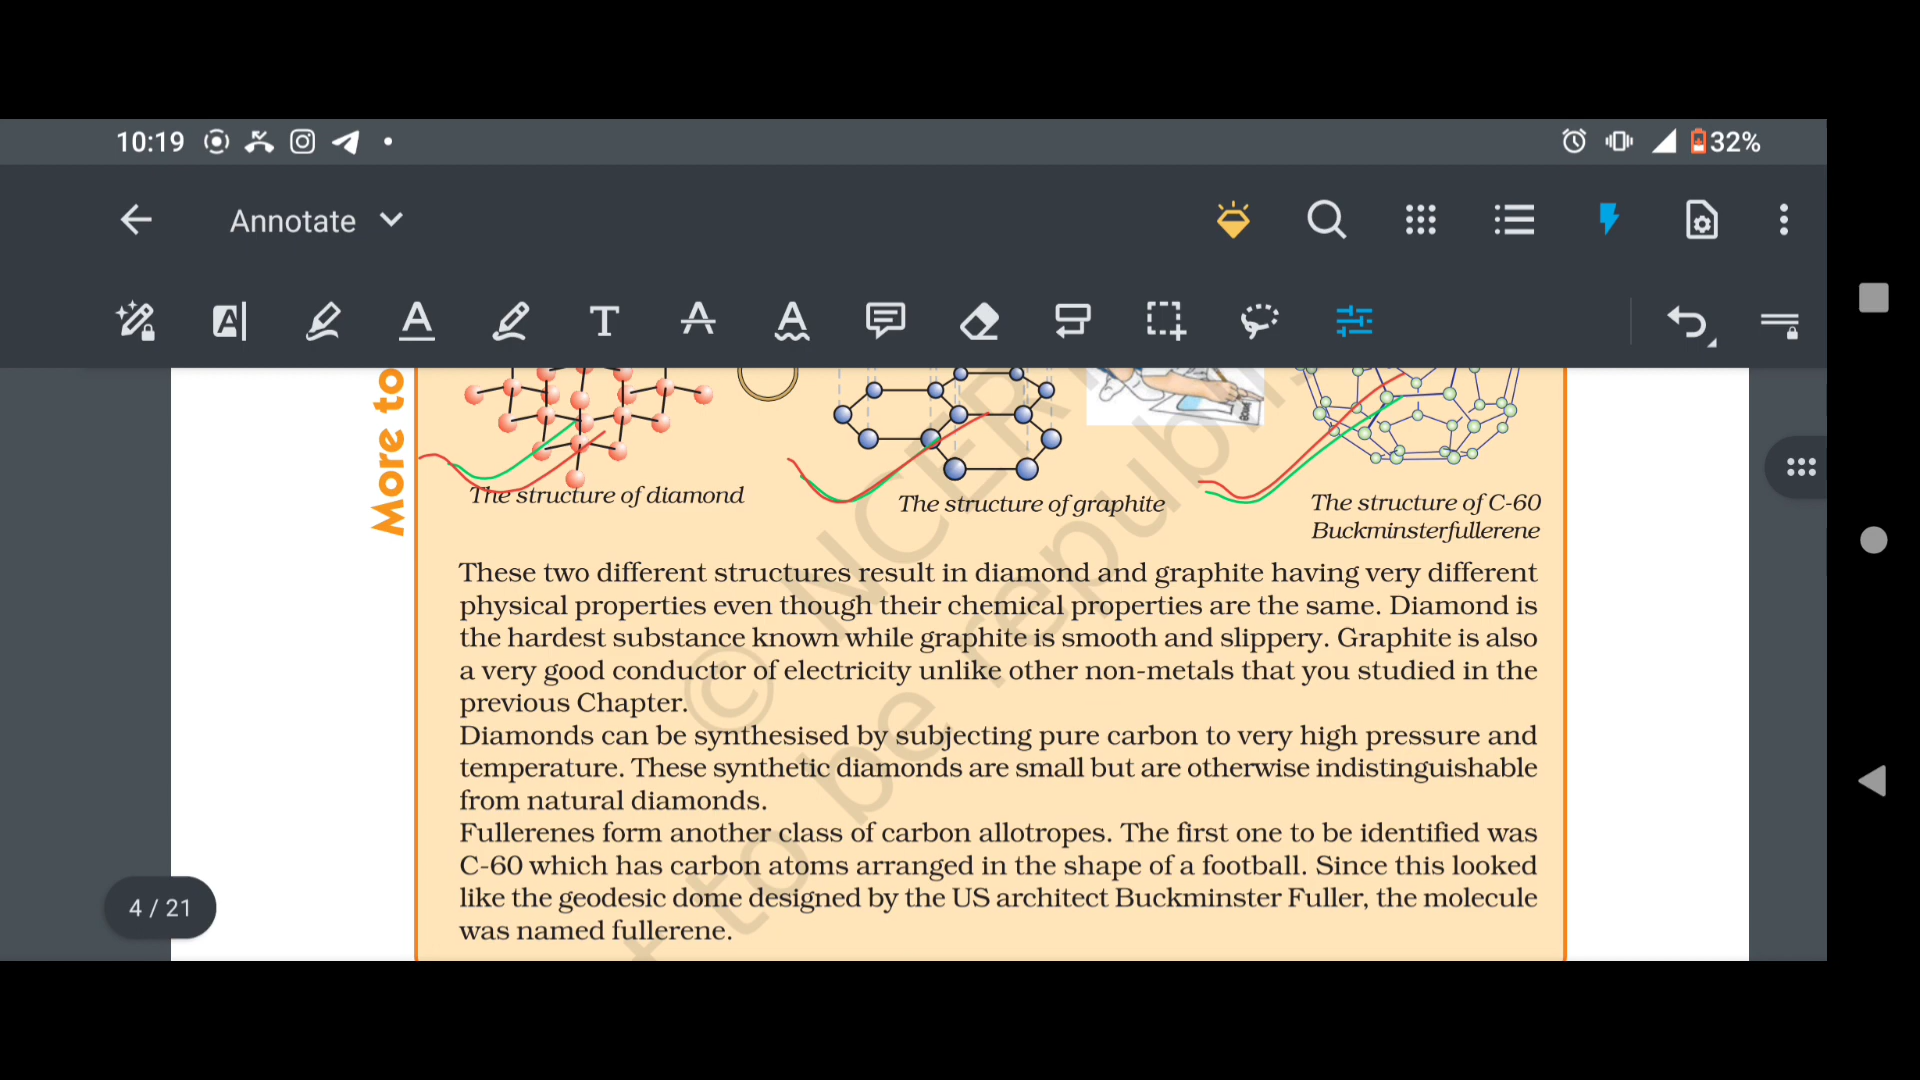 10:19
32%
Annotate
More to
The structure of diamond
The structure of graphite
The structure of C-60
Buckminsterfullerene
These two different structures result in diamond and graphite having very different
physical properties even though their chemical properties are the same. Diamond is
the hardest substance known while graphite is smooth and slippery. Graphite is also
a very good conductor of electricity unlike other non-metals that you studied in the
previous Chapter.
Diamonds can be synthesised by subjecting pure carbon to very high pressure and
temperature. These synthetic diamonds are small but are otherwise indistinguishable
from natural diamonds.
Fullerenes form another class of carbon allotropes. The first one to be identified was
C-60 which has carbon atoms arranged in the shape of a football. Since this looked
like the geodesic dome designed by the US architect Buckminster Fuller, the molecule
was named fullerene.
4 / 21
© NCER
to be republi